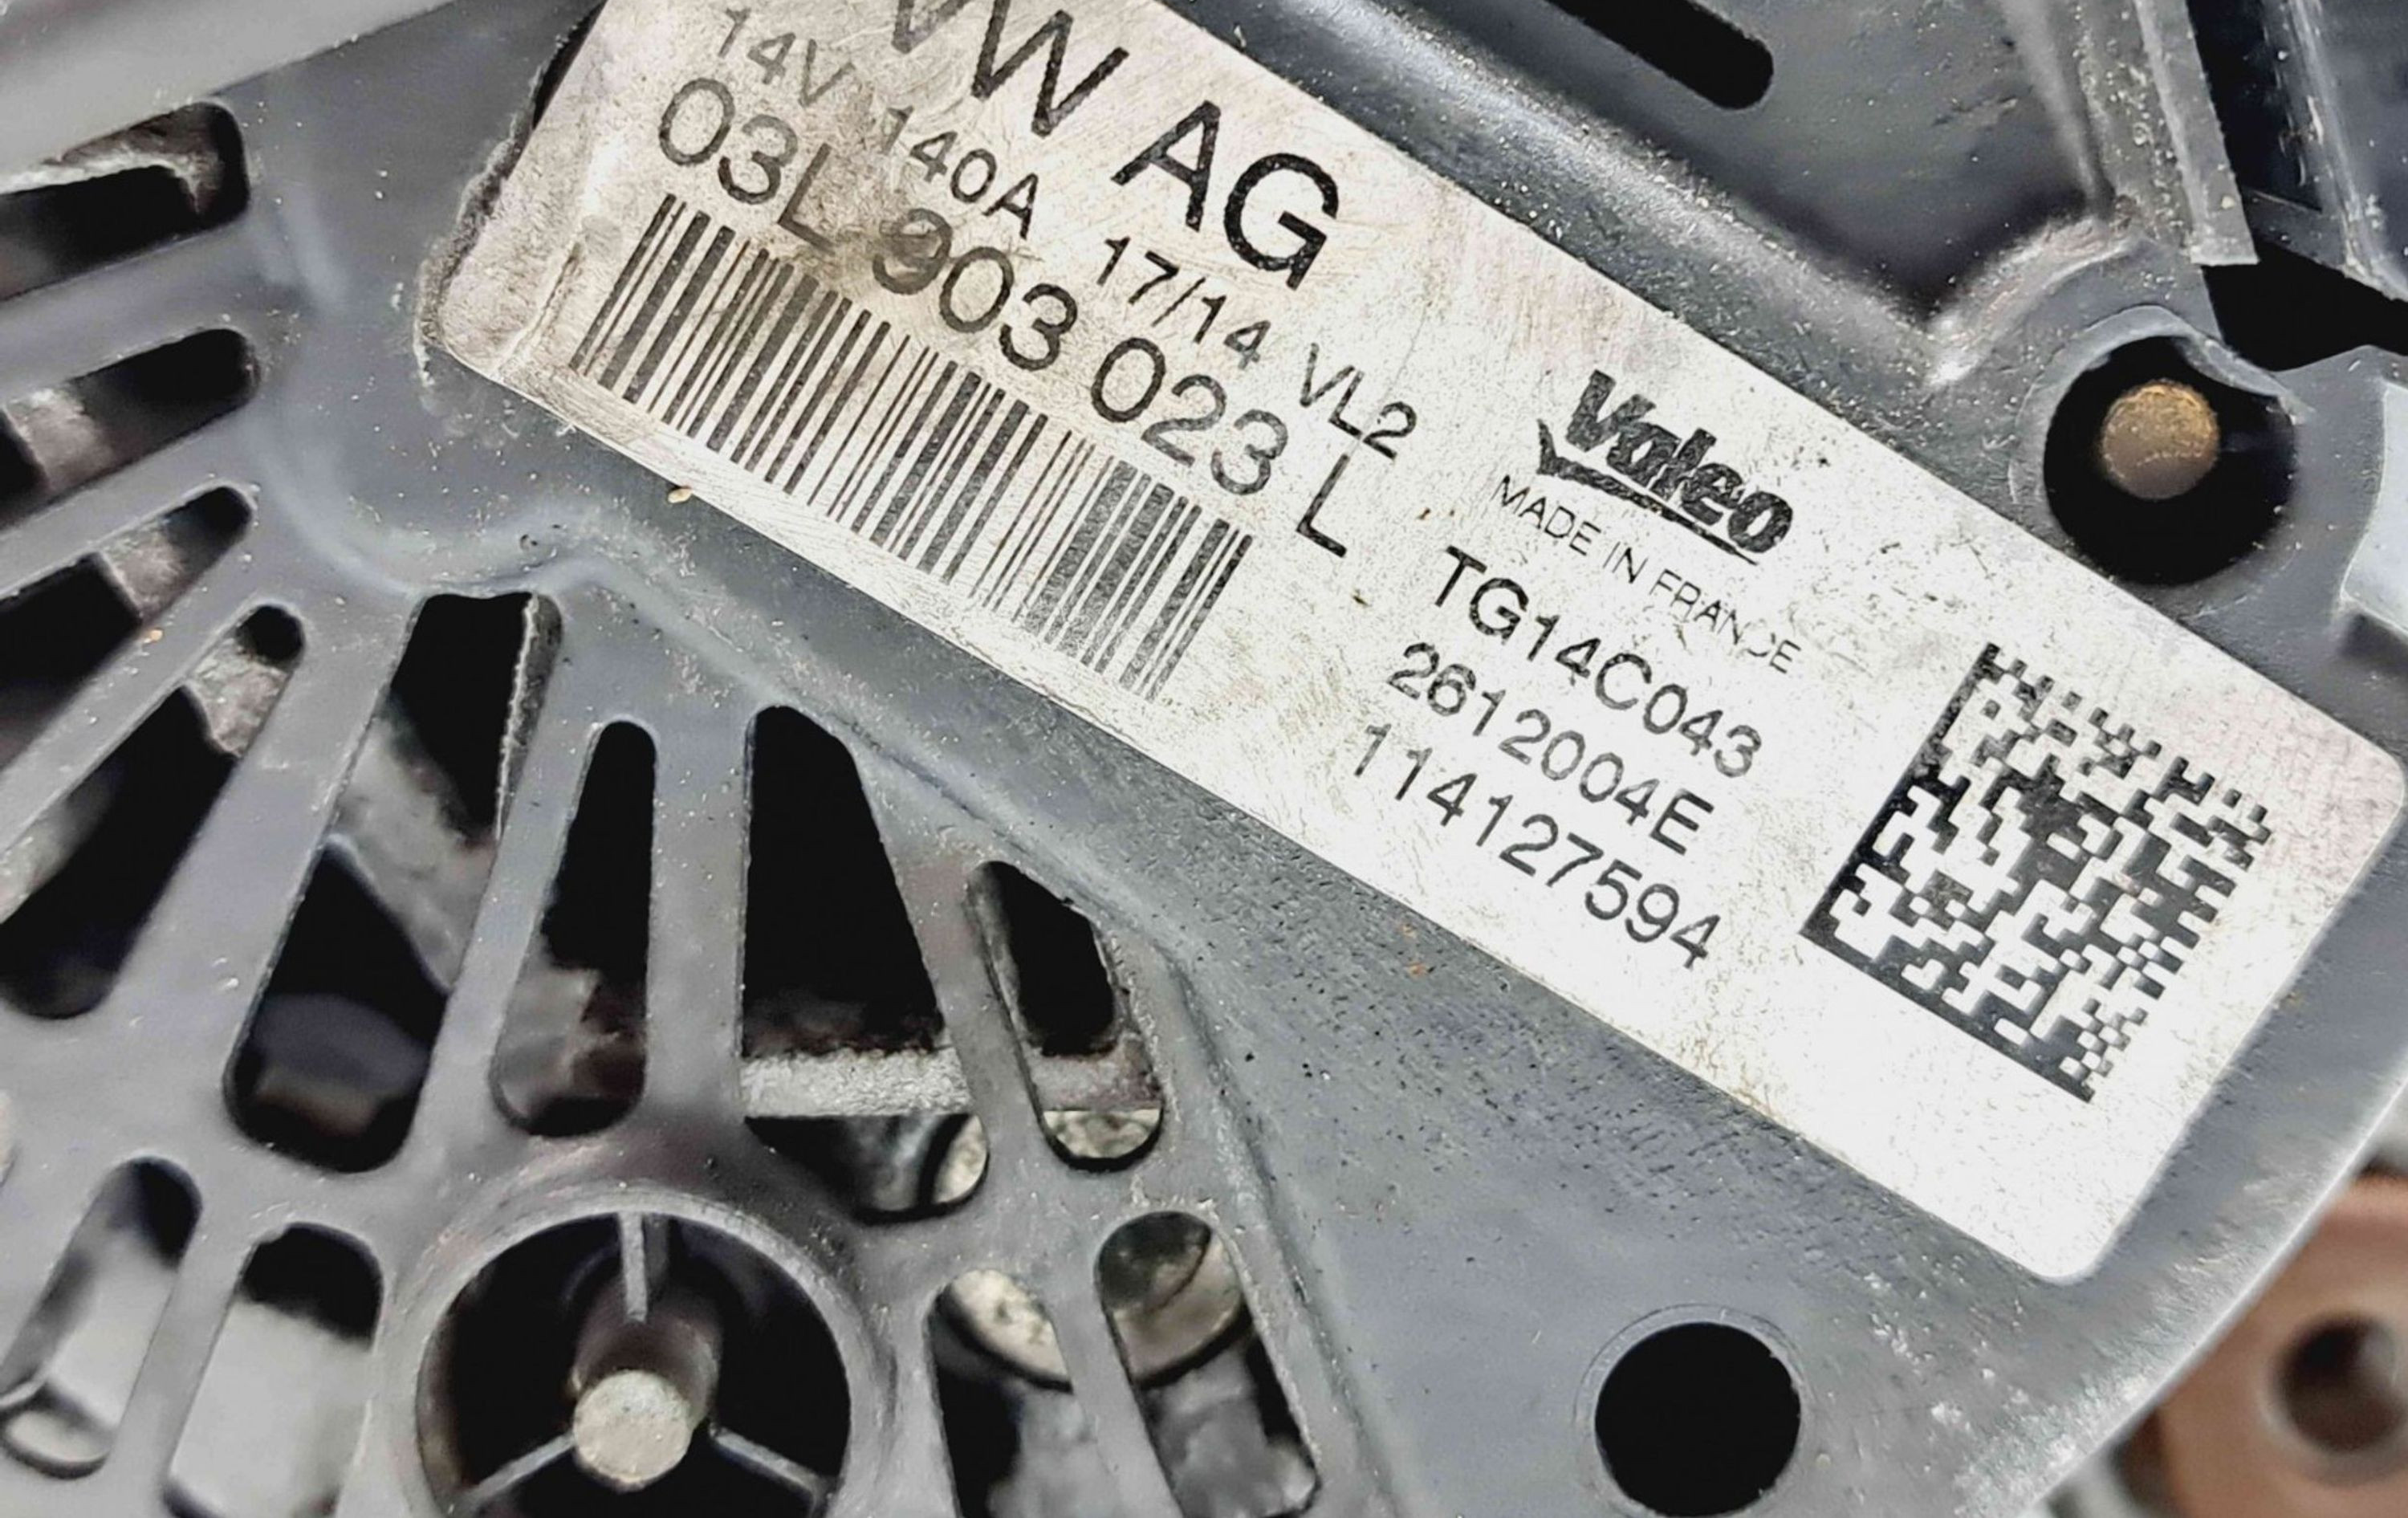 VW AG
14V 140A 17/14 VL2
03L 903 023 L
Valeo
MADE IN FRANCE
TG14C043
2612004E
114127594